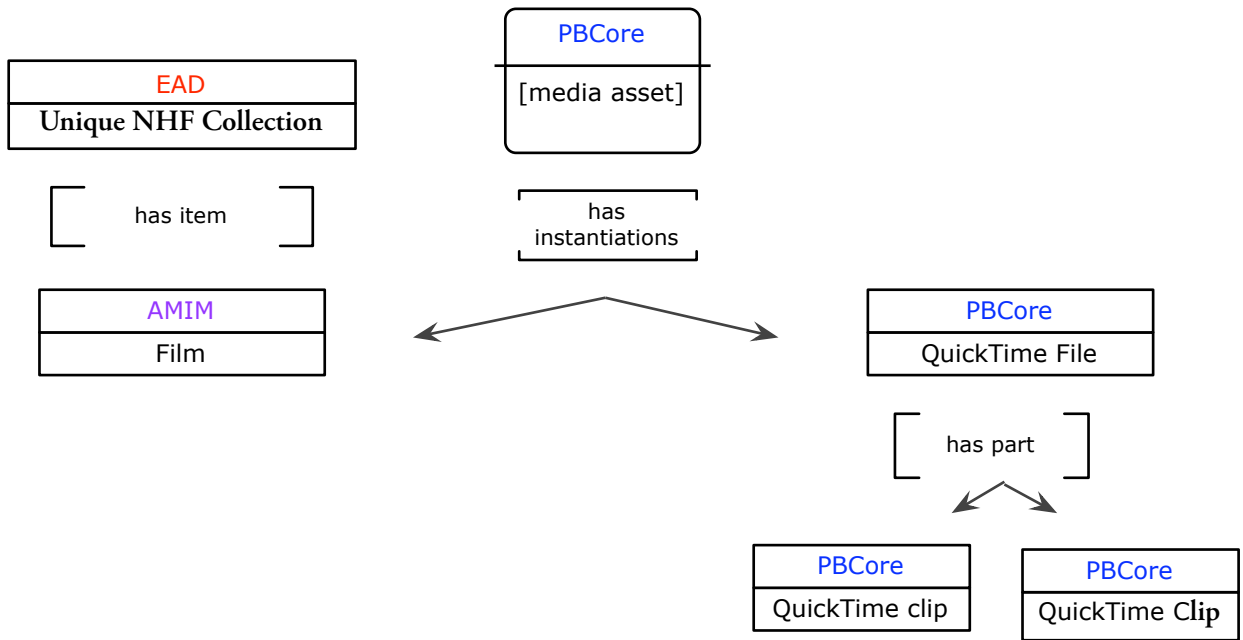 PBCore
[media asset]
EAD
Unique NHF Collection
has item
has
instantiations
AMIM
Film
PBCore
QuickTime File
has part
PBCore
QuickTime clip
PBCore
QuickTime Clip